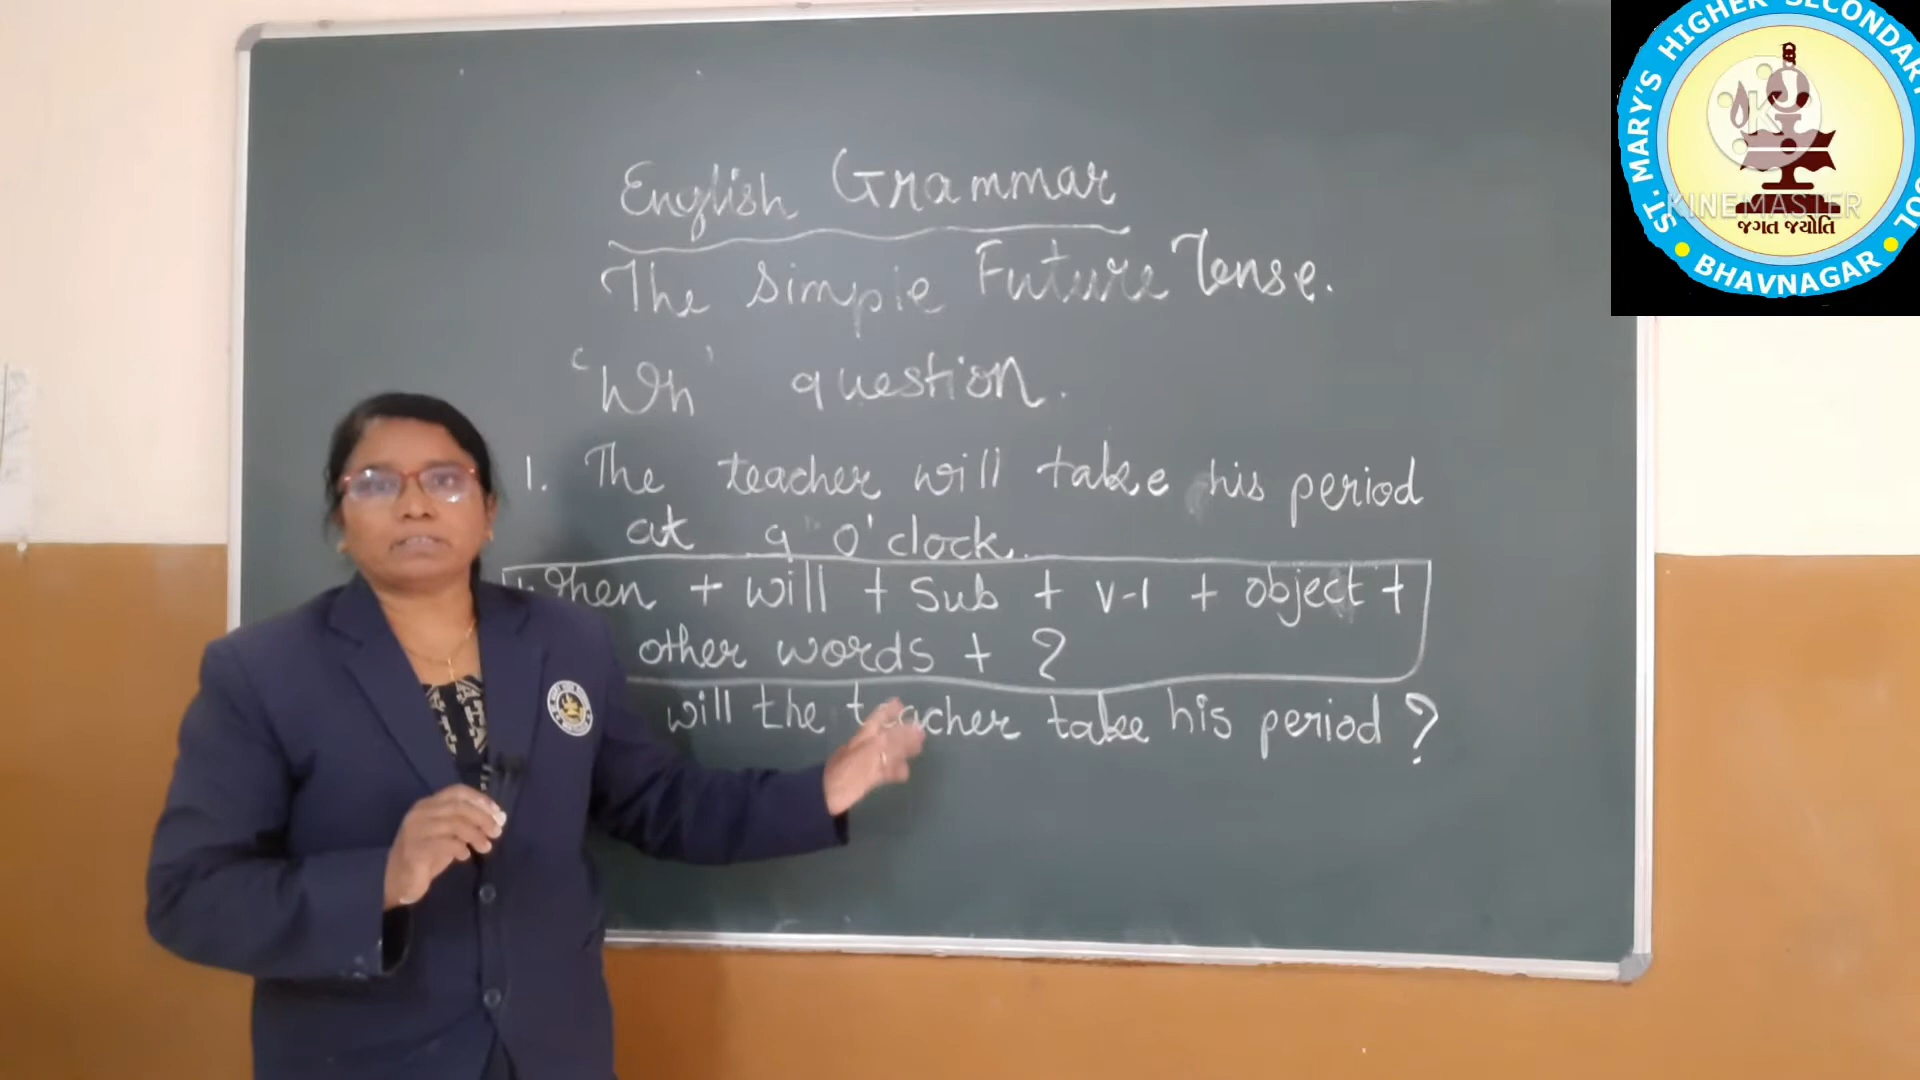 English Grammar
The Simple Future Tense.
'Wh' question.
1. The teacher will take his period
at 9 o'clock.
When + will + Sub + v-1 + object +
other words + ?
will the teacher take his period ?
ST. MARY'S HIGHER SECONDARY
BHAVNAGAR
KINEMASTER
જગત જ્યોતિ